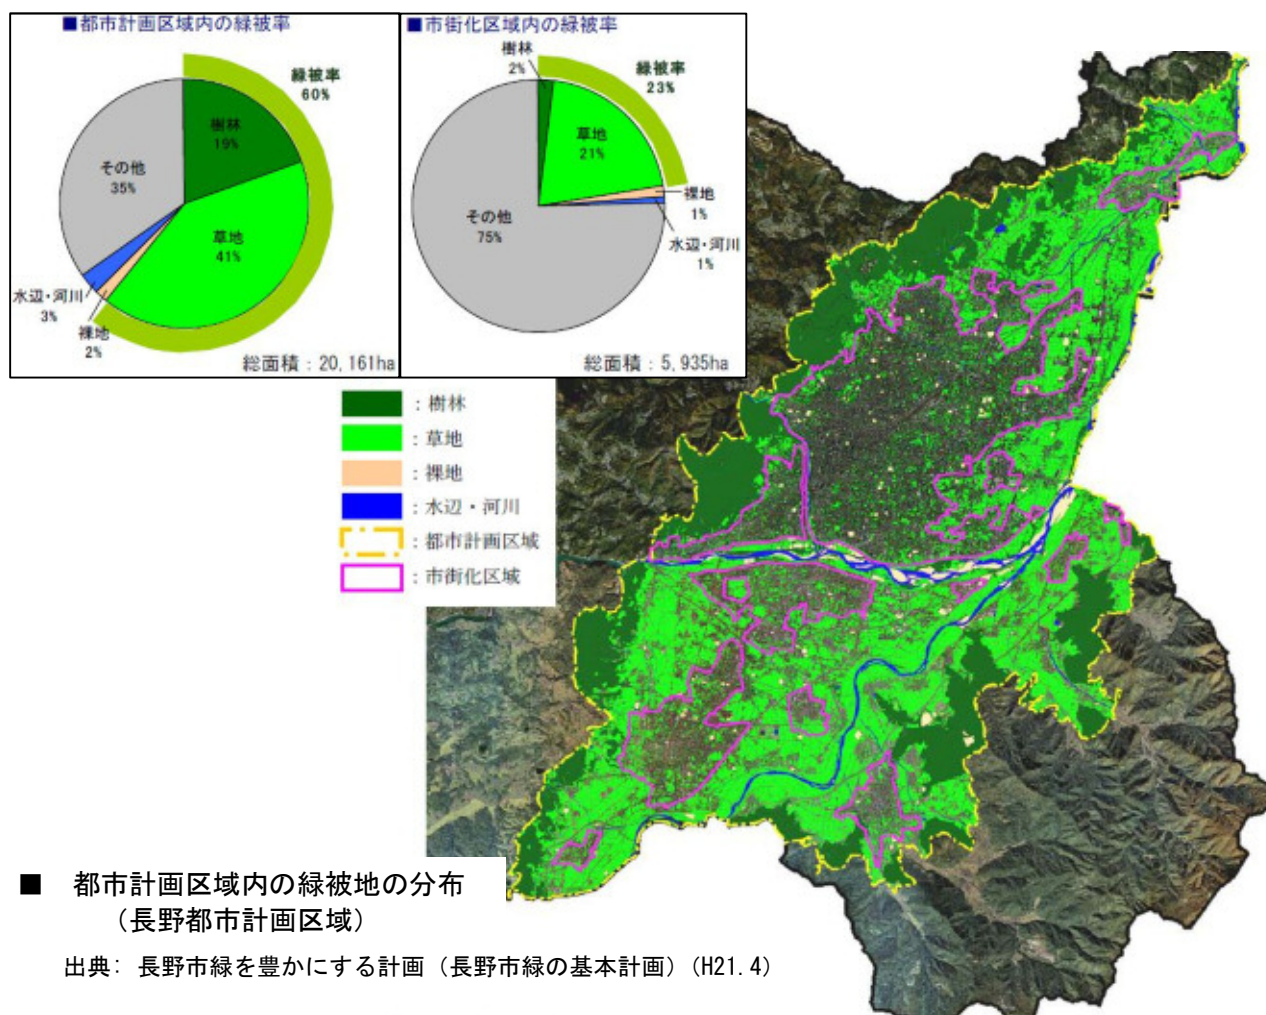 ■都市計画区域内の緑被率
緑被率
60%
樹林
19%
その他
35%
草地
41%
水辺・河川
3%
裸地
2%
総面積：20,161ha
■市街化区域内の緑被率
樹林
2%
緑被率
23%
草地
21%
裸地
1%
その他
75%
水辺・河川
1%
総面積：5,935ha
：樹林
：草地
：裸地
：水辺・河川
：都市計画区域
：市街化区域
■ 都市計画区域内の緑被地の分布
（長野都市計画区域）
出典： 長野市緑を豊かにする計画（長野市緑の基本計画）(H21.4)